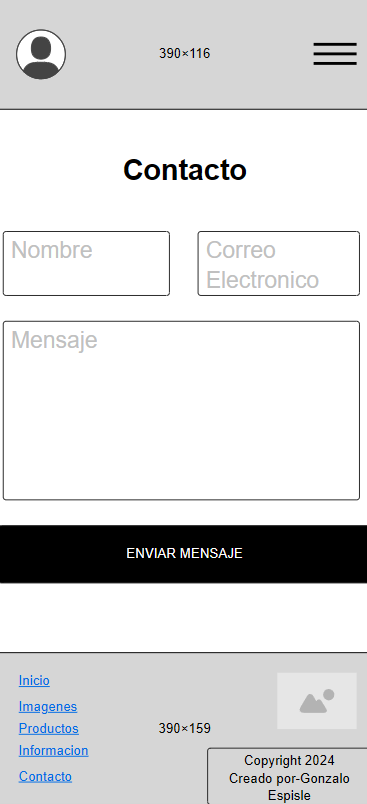 390×116
Contacto
Nombre
Correo
Electronico
Mensaje
ENVIAR MENSAJE
Inicio
Imagenes
Productos
Informacion
Contacto
390×159
Copyright 2024
Creado por-Gonzalo
Espisle